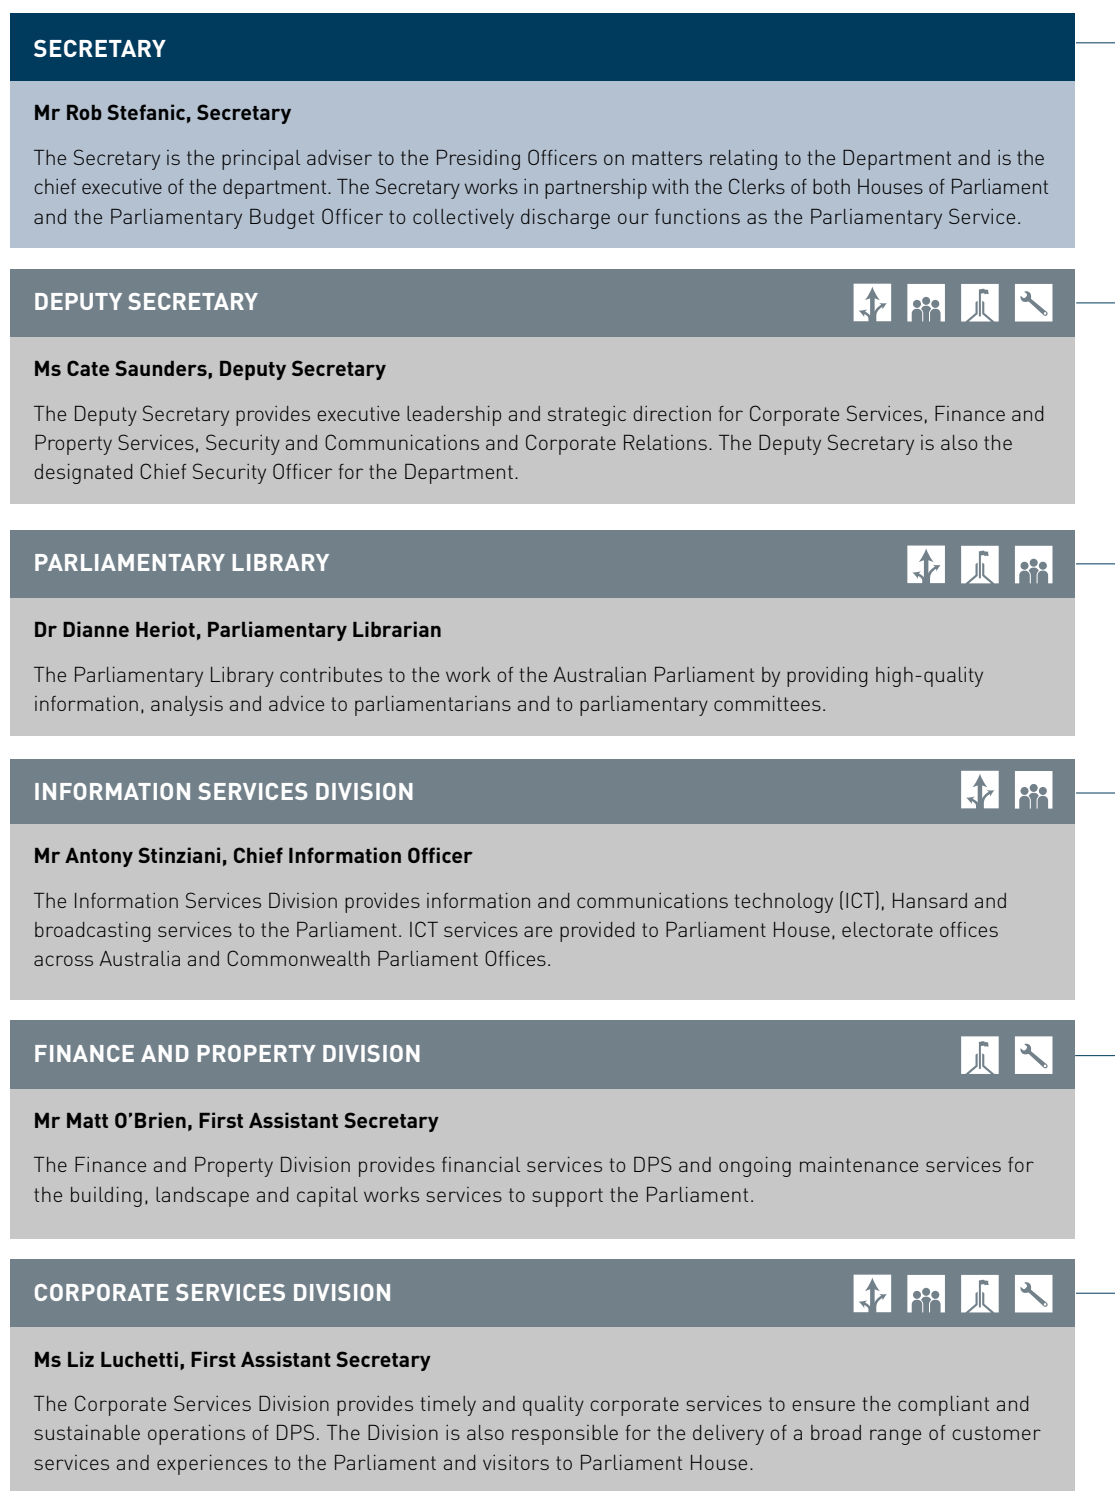 SECRETARY
Mr Rob Stefanic, Secretary
The Secretary is the principal adviser to the Presiding Officers on matters relating to the Department and is the
chief executive of the department. The Secretary works in partnership with the Clerks of both Houses of Parliament
and the Parliamentary Budget Officer to collectively discharge our functions as the Parliamentary Service.
DEPUTY SECRETARY
Ms Cate Saunders, Deputy Secretary
The Deputy Secretary provides executive leadership and strategic direction for Corporate Services, Finance and
Property Services, Security and Communications and Corporate Relations. The Deputy Secretary is also the
designated Chief Security Officer for the Department.
PARLIAMENTARY LIBRARY
Dr Dianne Heriot, Parliamentary Librarian
The Parliamentary Library contributes to the work of the Australian Parliament by providing high-quality
information, analysis and advice to parliamentarians and to parliamentary committees.
INFORMATION SERVICES DIVISION
Mr Antony Stinziani, Chief Information Officer
The Information Services Division provides information and communications technology (ICT), Hansard and
broadcasting services to the Parliament. ICT services are provided to Parliament House, electorate offices
across Australia and Commonwealth Parliament Offices.
FINANCE AND PROPERTY DIVISION
Mr Matt O’Brien, First Assistant Secretary
The Finance and Property Division provides financial services to DPS and ongoing maintenance services for
the building, landscape and capital works services to support the Parliament.
CORPORATE SERVICES DIVISION
Ms Liz Luchetti, First Assistant Secretary
The Corporate Services Division provides timely and quality corporate services to ensure the compliant and
sustainable operations of DPS. The Division is also responsible for the delivery of a broad range of customer
services and experiences to the Parliament and visitors to Parliament House.